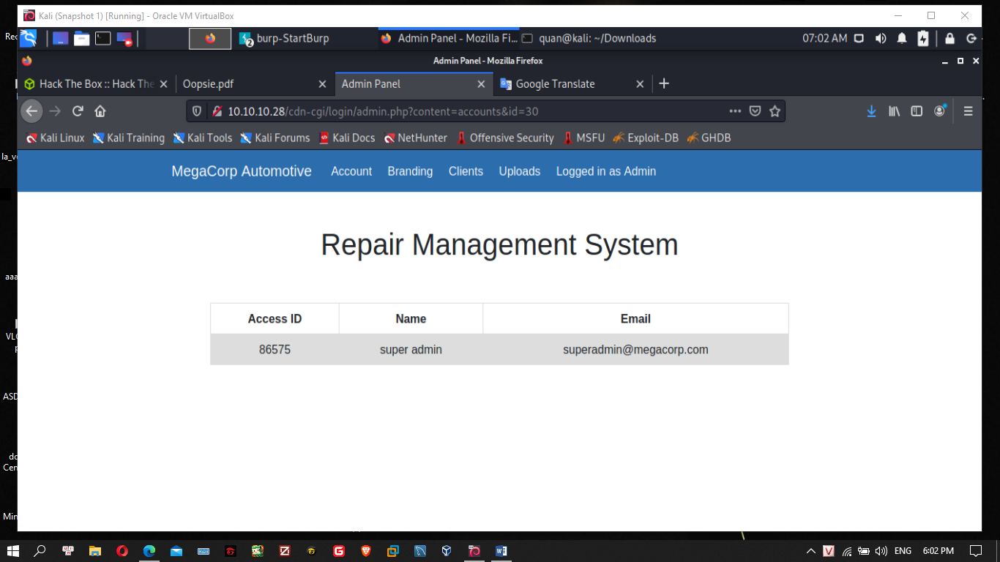 Kali (Snapshot 1) [Running] - Oracle VM VirtualBox
burp-StartBurp
Admin Panel - Mozilla Fi...
quan@kali: ~/Downloads
07:02 AM
Admin Panel - Mozilla Firefox
Hack The Box :: Hack The
Oopsie.pdf
Admin Panel
Google Translate
10.10.10.28/cdn-cgi/login/admin.php?content=accounts&id=30
Kali Linux
Kali Training
Kali Tools
Kali Forums
Kali Docs
NetHunter
Offensive Security
MSFU
Exploit-DB
GHDB
MegaCorp Automotive
Account
Branding
Clients
Uploads
Logged in as Admin
Repair Management System
Access ID Name Email
86575 super admin superadmin@megacorp.com
ENG
6:02 PM